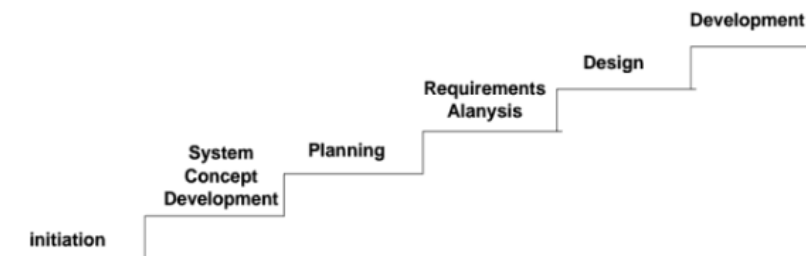 Development
Design
Requirements
Alanysis
Planning
System
Concept
Development
initiation